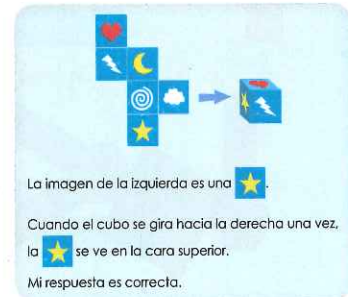 La imagen de la izquierda es una
Cuando el cubo se gira hacia la derecha una vez,
la se ve en la cara superior.
Mi respuesta es correcta.